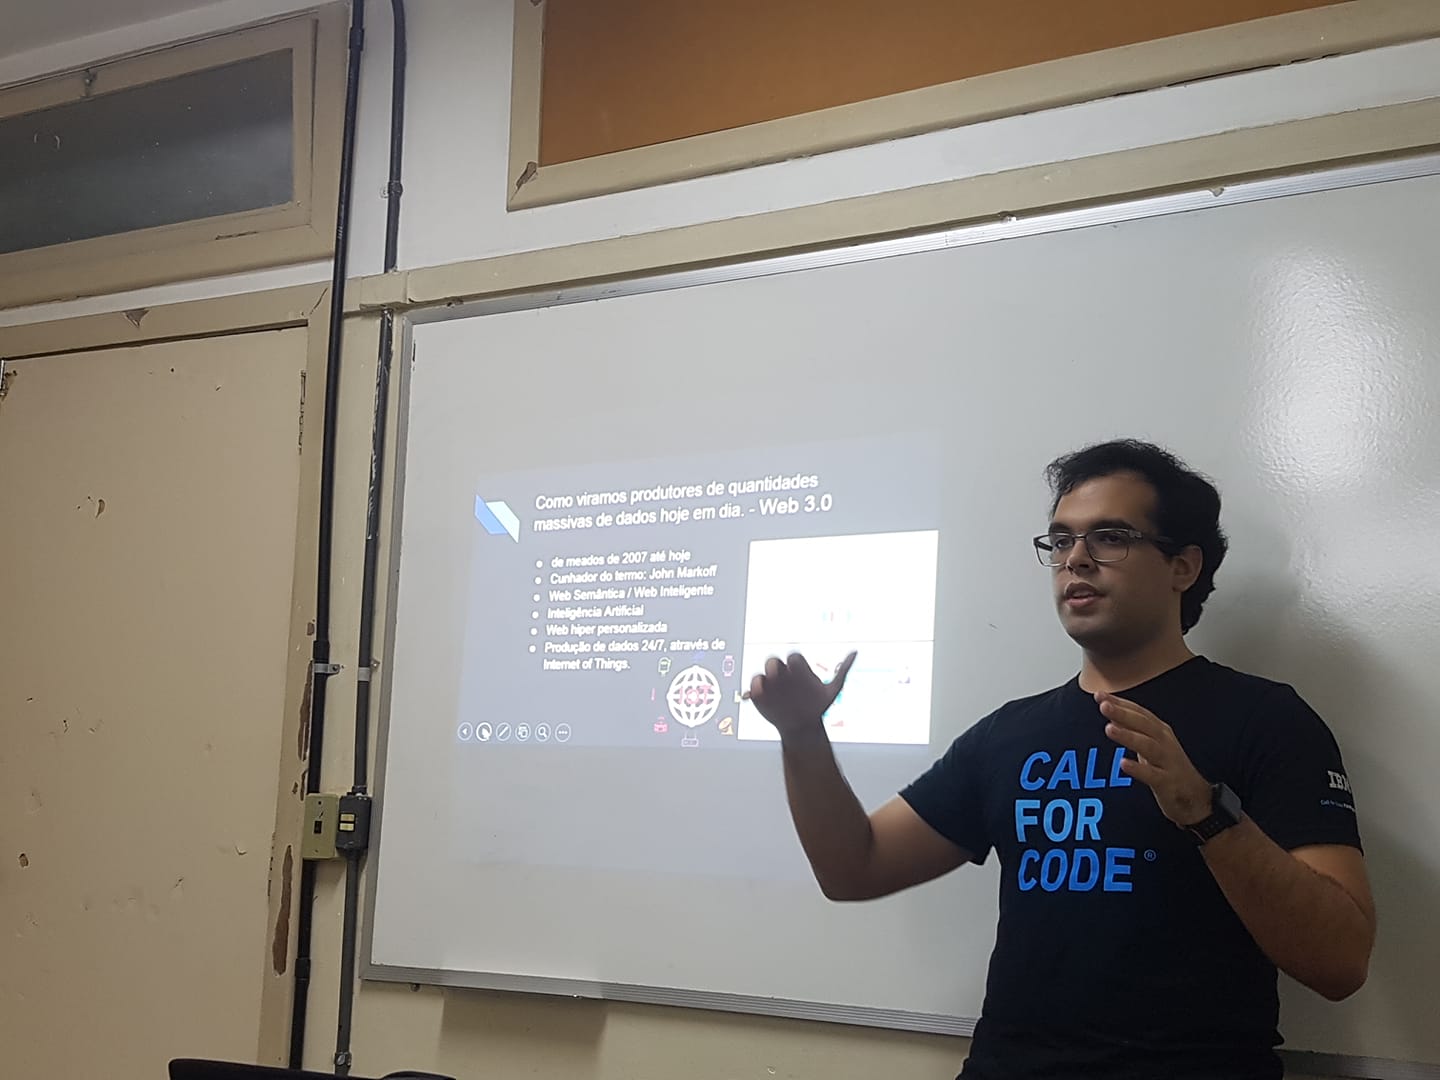 Como viramos produtores de quantidades
massivas de dados hoje em dia. - Web 3.0
de meados de 2007 até hoje
Cunhador do termo: John Markoff
Web Semântica / Web Inteligente
Inteligência Artificial
Web hiper personalizada
Produção de dados 24/7, através de
Internet of Things.
CALL
FOR
CODE®
IBM